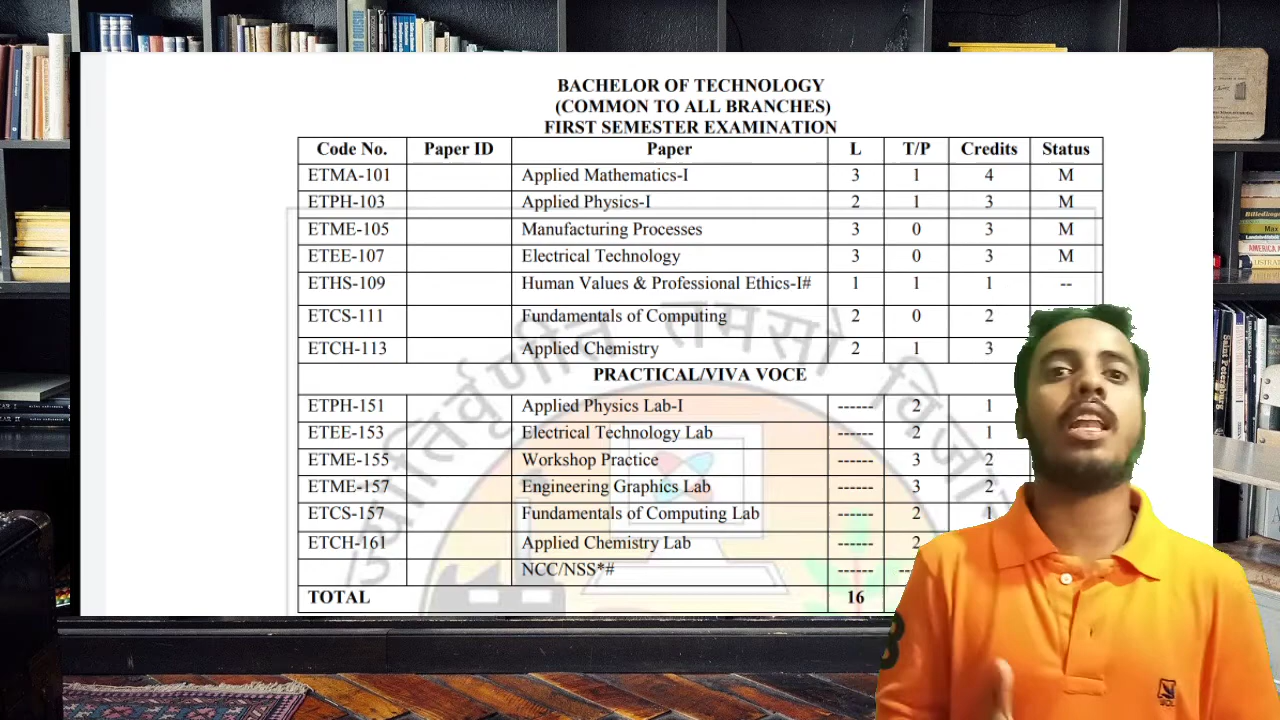 BACHELOR OF TECHNOLOGY
(COMMON TO ALL BRANCHES)
FIRST SEMESTER EXAMINATION
Code No. Paper ID Paper L T/P Credits Status
ETMA-101 Applied Mathematics-I 3 1 4 M
ETPH-103 Applied Physics-I 2 1 3 M
ETME-105 Manufacturing Processes 3 0 3 M
ETEE-107 Electrical Technology 3 0 3 M
ETHS-109 Human Values & Professional Ethics-I# 1 1 1 --
ETCS-111 Fundamentals of Computing 2 0 2
ETCH-113 Applied Chemistry 2 1 3
PRACTICAL/VIVA VOCE
ETPH-151 Applied Physics Lab-I ------ 2 1
ETEE-153 Electrical Technology Lab ------ 2 1
ETME-155 Workshop Practice ------ 3 2
ETME-157 Engineering Graphics Lab ------ 3 2
ETCS-157 Fundamentals of Computing Lab ------ 2 1
ETCH-161 Applied Chemistry Lab ------ 2
NCC/NSS*# ------
TOTAL 16
Saint Petersburg